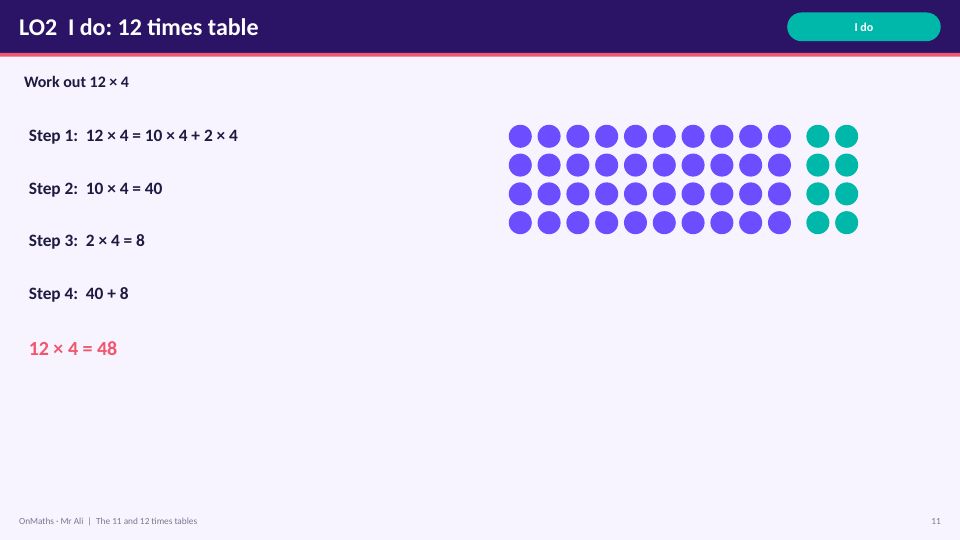 LO2  I do: 12 times table
I do
Work out 12 × 4
Step 1:  12 × 4 = 10 × 4 + 2 × 4
Step 2:  10 × 4 = 40
Step 3:  2 × 4 = 8
Step 4:  40 + 8
12 × 4 = 48
OnMaths - Mr Ali  |  The 11 and 12 times tables
11